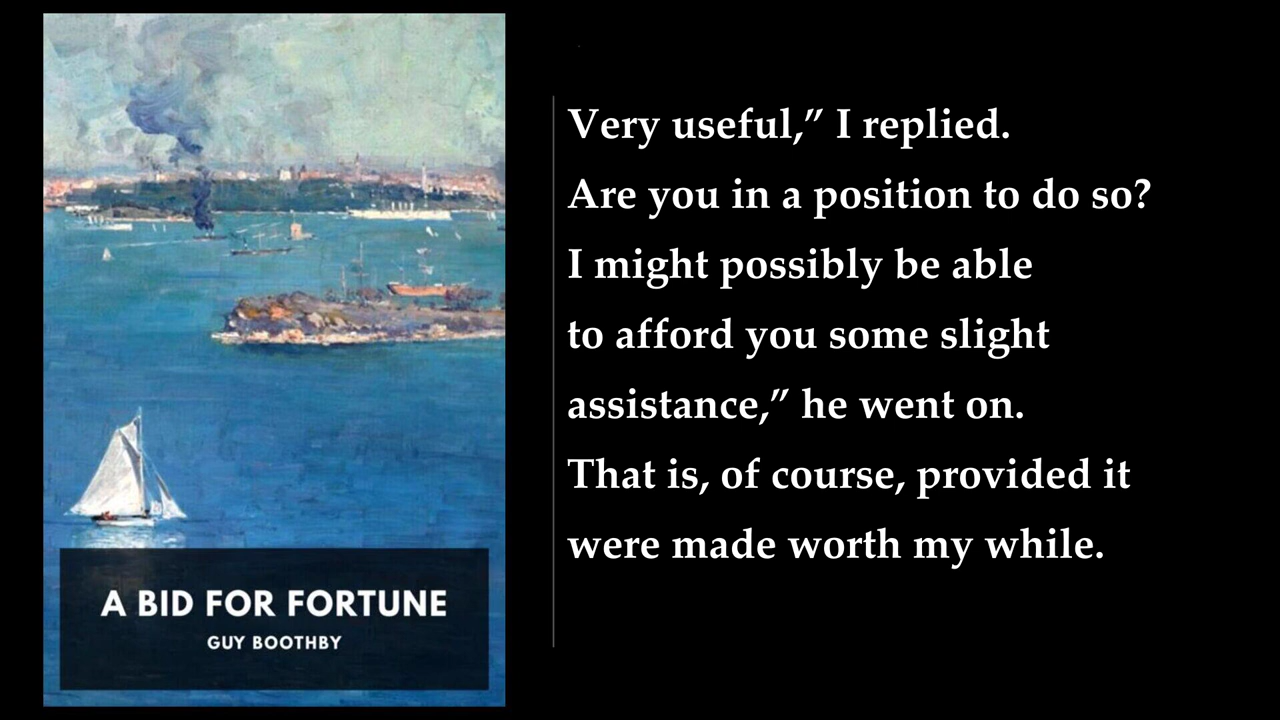 A BID FOR FORTUNE
GUY BOOTHBY
Very useful,” I replied.
Are you in a position to do so?
I might possibly be able
to afford you some slight
assistance,” he went on.
That is, of course, provided it
were made worth my while.